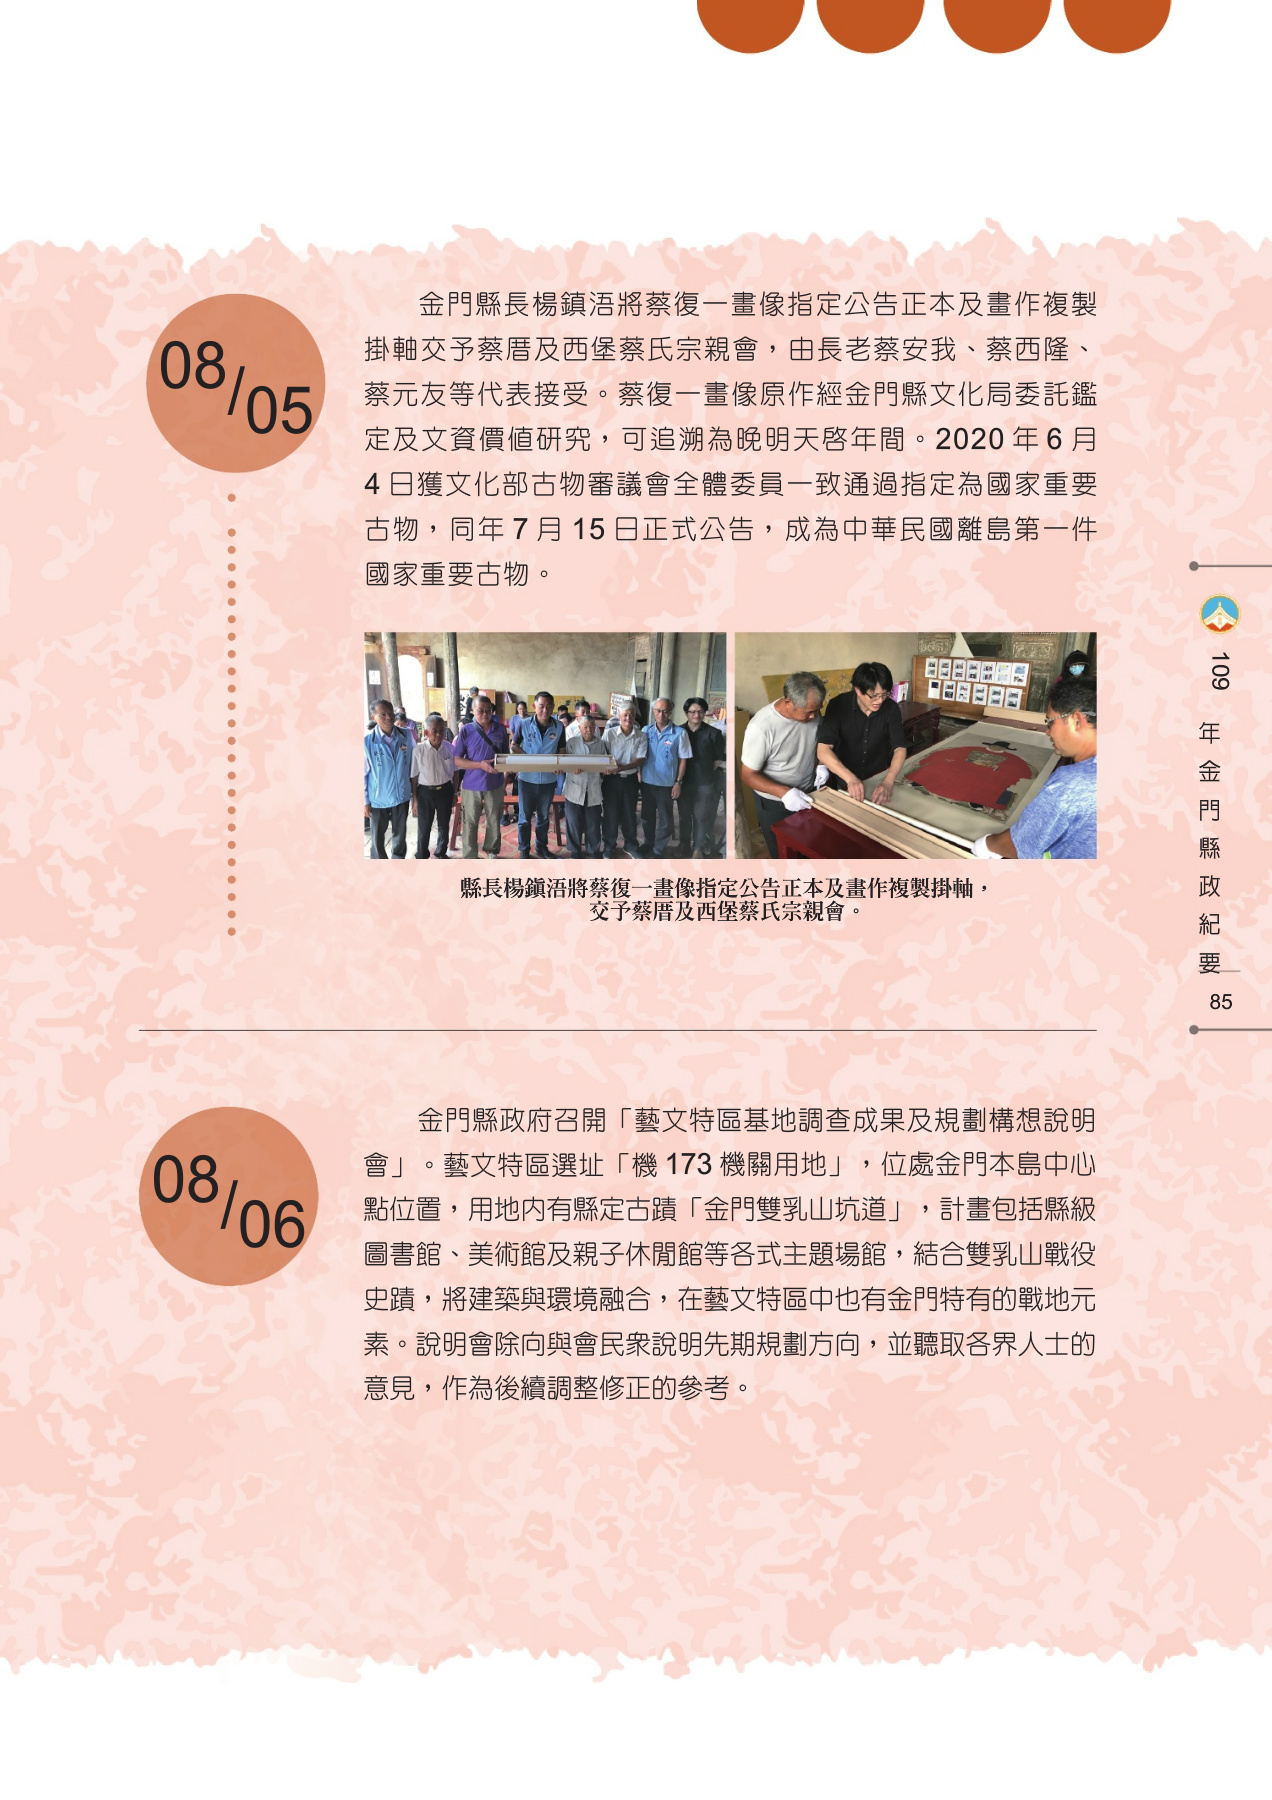 08/05
金門縣長楊鎮浯將蔡復一畫像指定公告正本及畫作複製
掛軸交予蔡厝及西堡蔡氏宗親會，由長老蔡安我、蔡西隆、
蔡元友等代表接受。蔡復一畫像原作經金門縣文化局委託鑑
定及文資價值研究，可追溯為晚明天啓年間。2020 年 6 月
4 日獲文化部古物審議會全體委員一致通過指定為國家重要
古物，同年 7 月 15 日正式公告，成為中華民國離島第一件
國家重要古物。
縣長楊鎮浯將蔡復一畫像指定公告正本及畫作複製掛軸，
交予蔡厝及西堡蔡氏宗親會。
08/06
金門縣政府召開「藝文特區基地調查成果及規劃構想說明
會」。藝文特區選址「機 173 機關用地」，位處金門本島中心
點位置，用地內有縣定古蹟「金門雙乳山坑道」，計畫包括縣級
圖書館、美術館及親子休閒館等各式主題場館，結合雙乳山戰役
史蹟，將建築與環境融合，在藝文特區中也有金門特有的戰地元
素。說明會除向與會民衆說明先期規劃方向，並聽取各界人士的
意見，作為後續調整修正的參考。
109 年金門縣政紀要
85